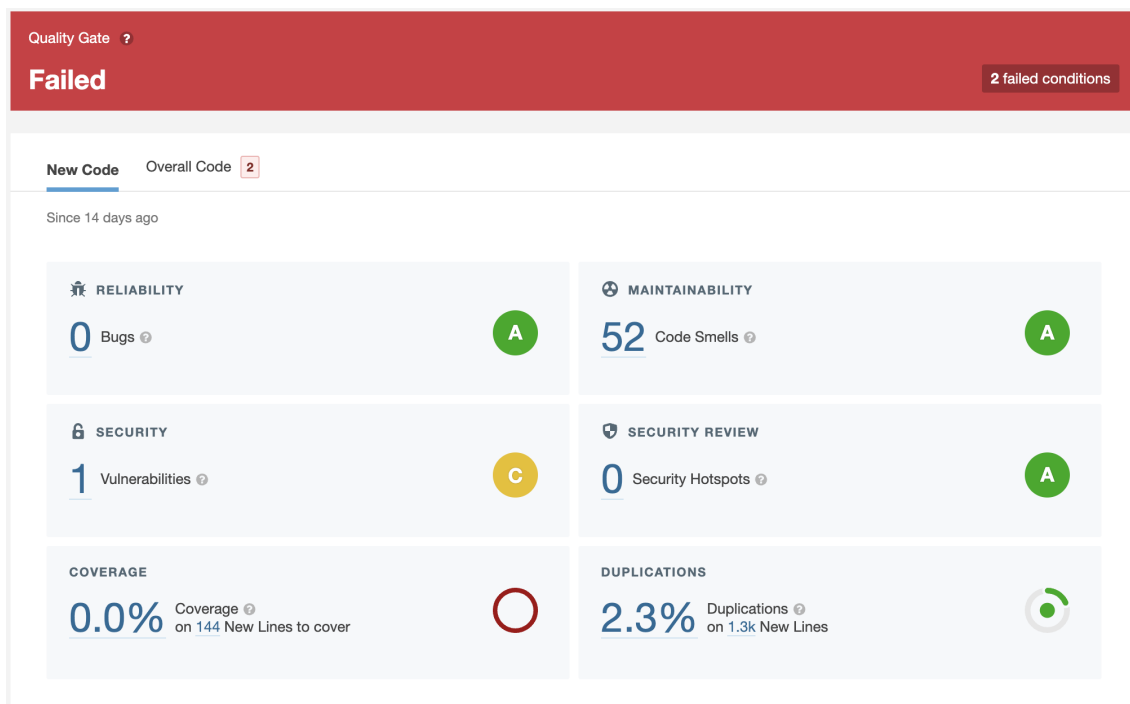 Quality Gate ?
Failed
2 failed conditions
New Code
Overall Code 2
Since 14 days ago
RELIABILITY
0 Bugs ?
A
MAINTAINABILITY
52 Code Smells ?
A
SECURITY
1 Vulnerabilities ?
C
SECURITY REVIEW
0 Security Hotspots ?
A
COVERAGE
0.0% Coverage ?
on 144 New Lines to cover
DUPLICATIONS
2.3% Duplications ?
on 1.3k New Lines